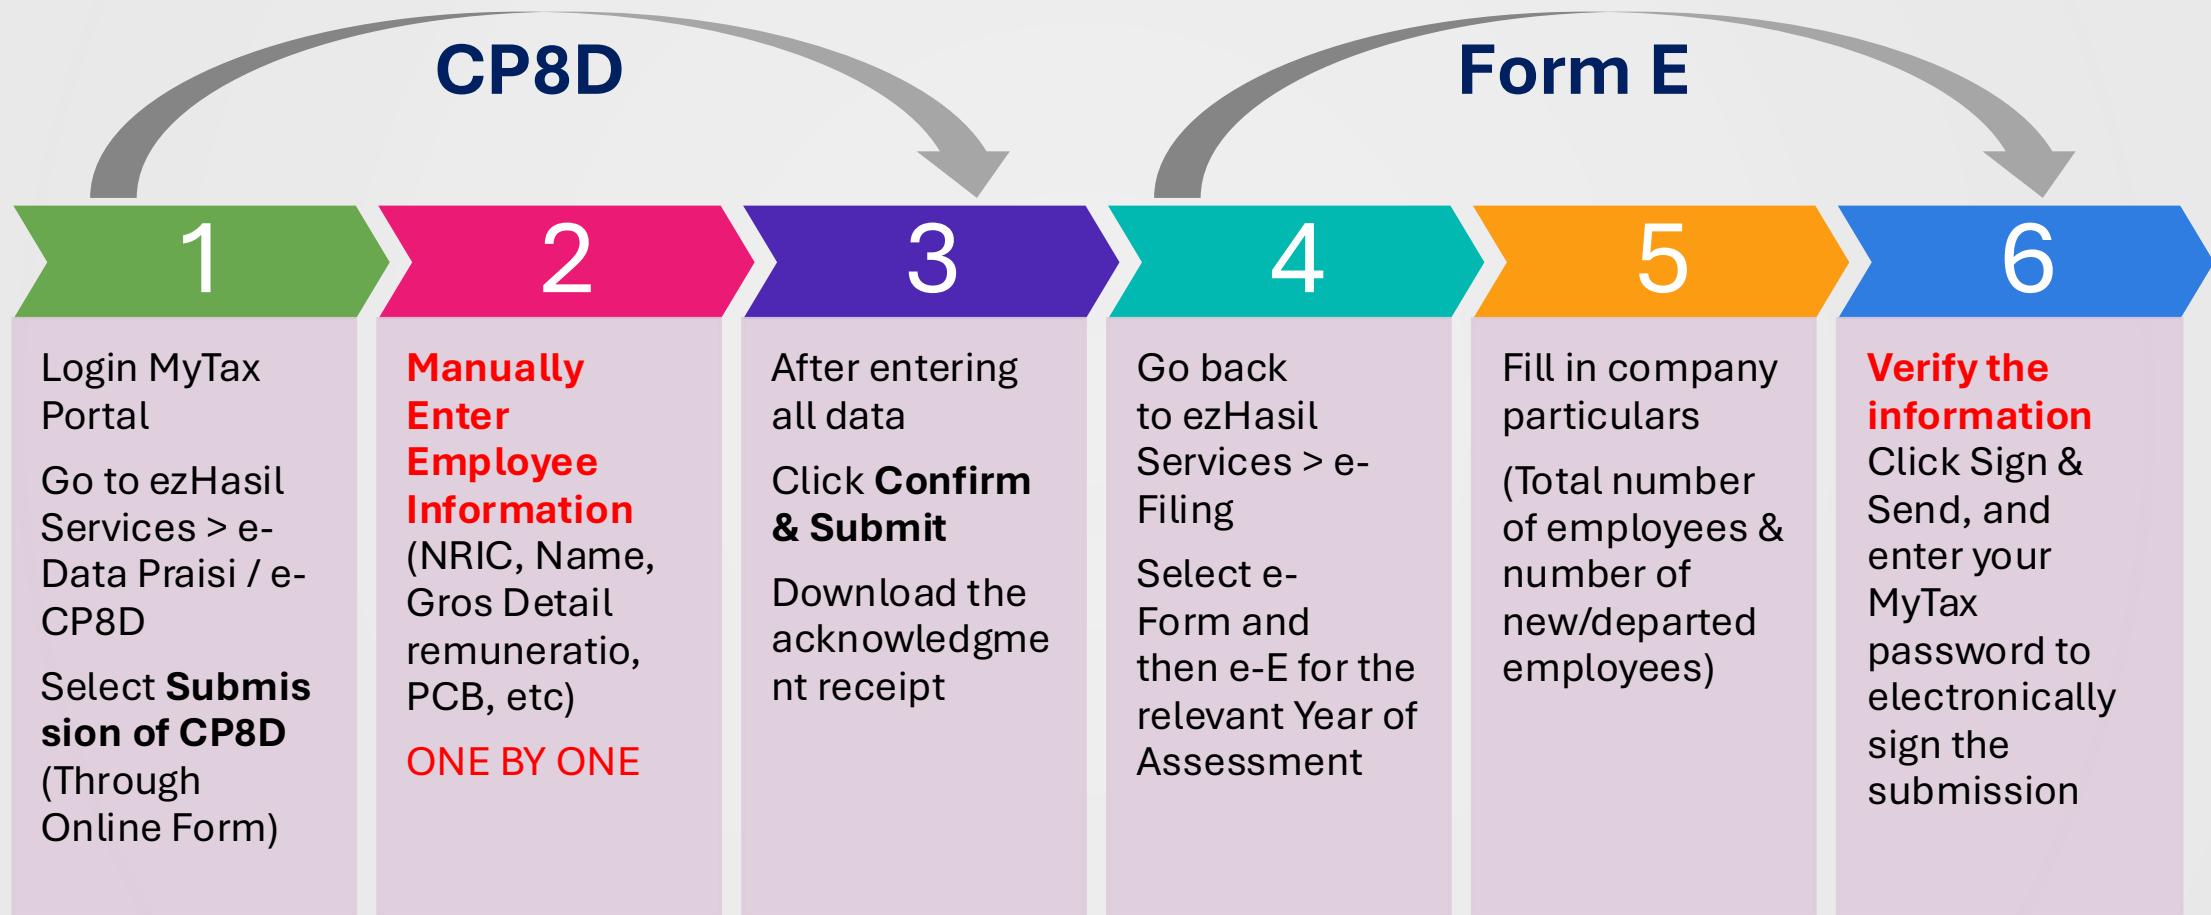 CP8D
Form E
1
2
3
4
5
6
Login MyTax
Portal
Go to ezHasil
Services > e-
Data Praisi / e-
CP8D
Select Submis
sion of CP8D
(Through
Online Form)
Manually
Enter
Employee
Information
(NRIC, Name,
Gros Detail
remuneratio,
PCB, etc)
ONE BY ONE
After entering
all data
Click Confirm
& Submit
Download the
acknowledgme
nt receipt
Go back
to ezHasil
Services > e-
Filing
Select e-
Form and
then e-E for the
relevant Year of
Assessment
Fill in company
particulars
(Total number
of employees &
number of
new/departed
employees)
Verify the
information
Click Sign &
Send, and
enter your
MyTax
password to
electronically
sign the
submission